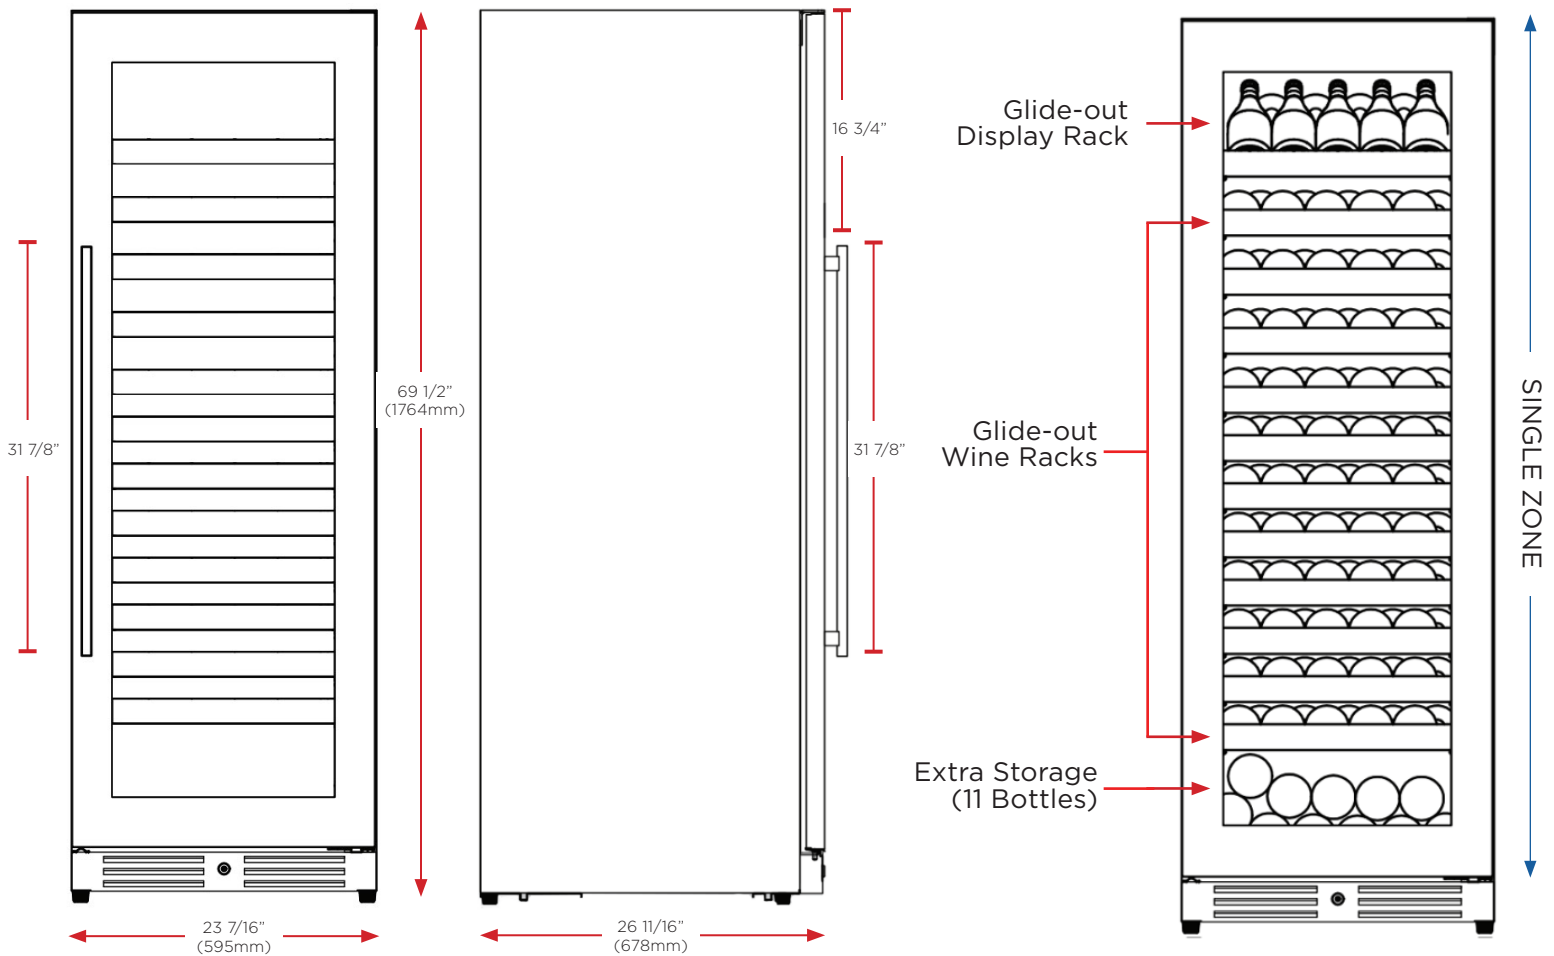 31 7/8”
69 1/2”
(1764mm)
23 7/16”
(595mm)
16 3/4”
31 7/8”
26 11/16”
(678mm)
Glide-out
Display Rack
Glide-out
Wine Racks
Extra Storage
(11 Bottles)
SINGLE ZONE